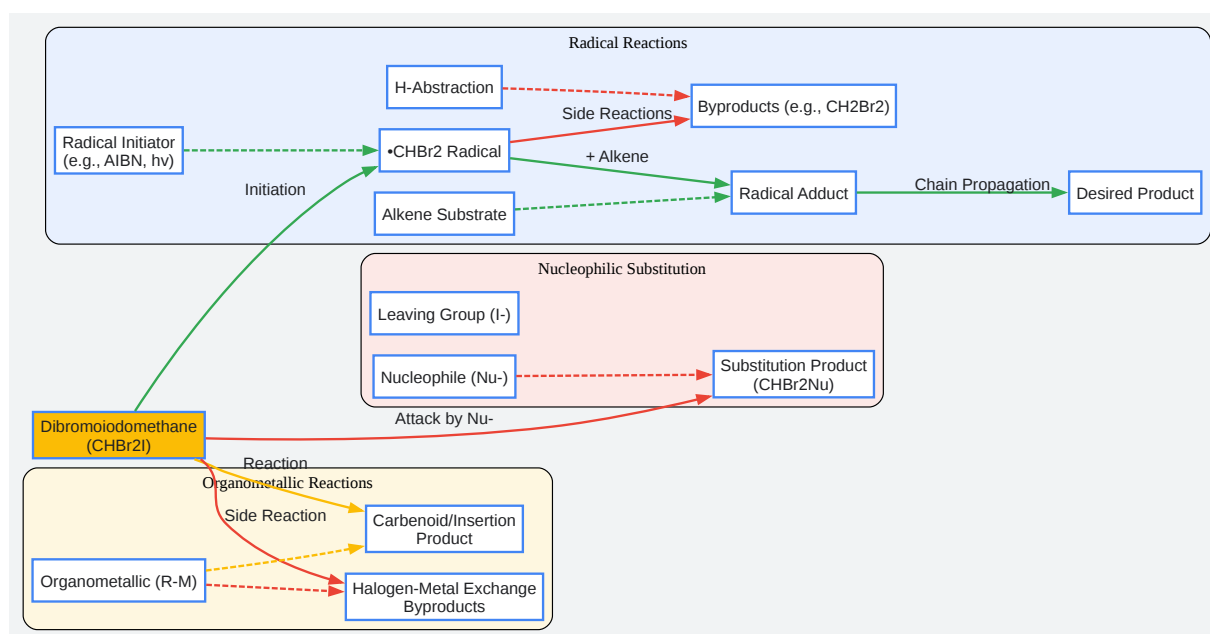 Radical Reactions
H-Abstraction
Byproducts (e.g., CH2Br2)
Side Reactions
Radical Initiator
(e.g., AIBN, hv)
•CHBr2 Radical
+ Alkene
Initiation
Radical Adduct
Chain Propagation
Desired Product
Alkene Substrate
Nucleophilic Substitution
Leaving Group (I-)
Nucleophile (Nu-)
Substitution Product
(CHBr2Nu)
Attack by Nu-
Dibromoiodomethane
(CHBr2I)
Reaction
Organometallic Reactions
Side Reaction
Carbenoid/Insertion
Product
Organometallic (R-M)
Halogen-Metal Exchange
Byproducts